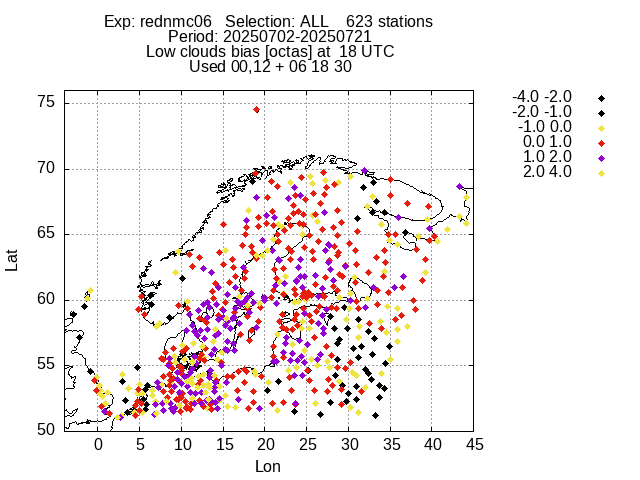 Exp: rednmc06   Selection: ALL    623 stations
Period: 20250702-20250721
Low clouds bias [octas] at  18 UTC
Used 00,12 + 06 18 30
-4.0 -2.0
-2.0 -1.0
-1.0 0.0
0.0 1.0
1.0 2.0
2.0 4.0
75
70
65
60
55
50
Lat
0 5 10 15 20 25 30 35 40 45
Lon